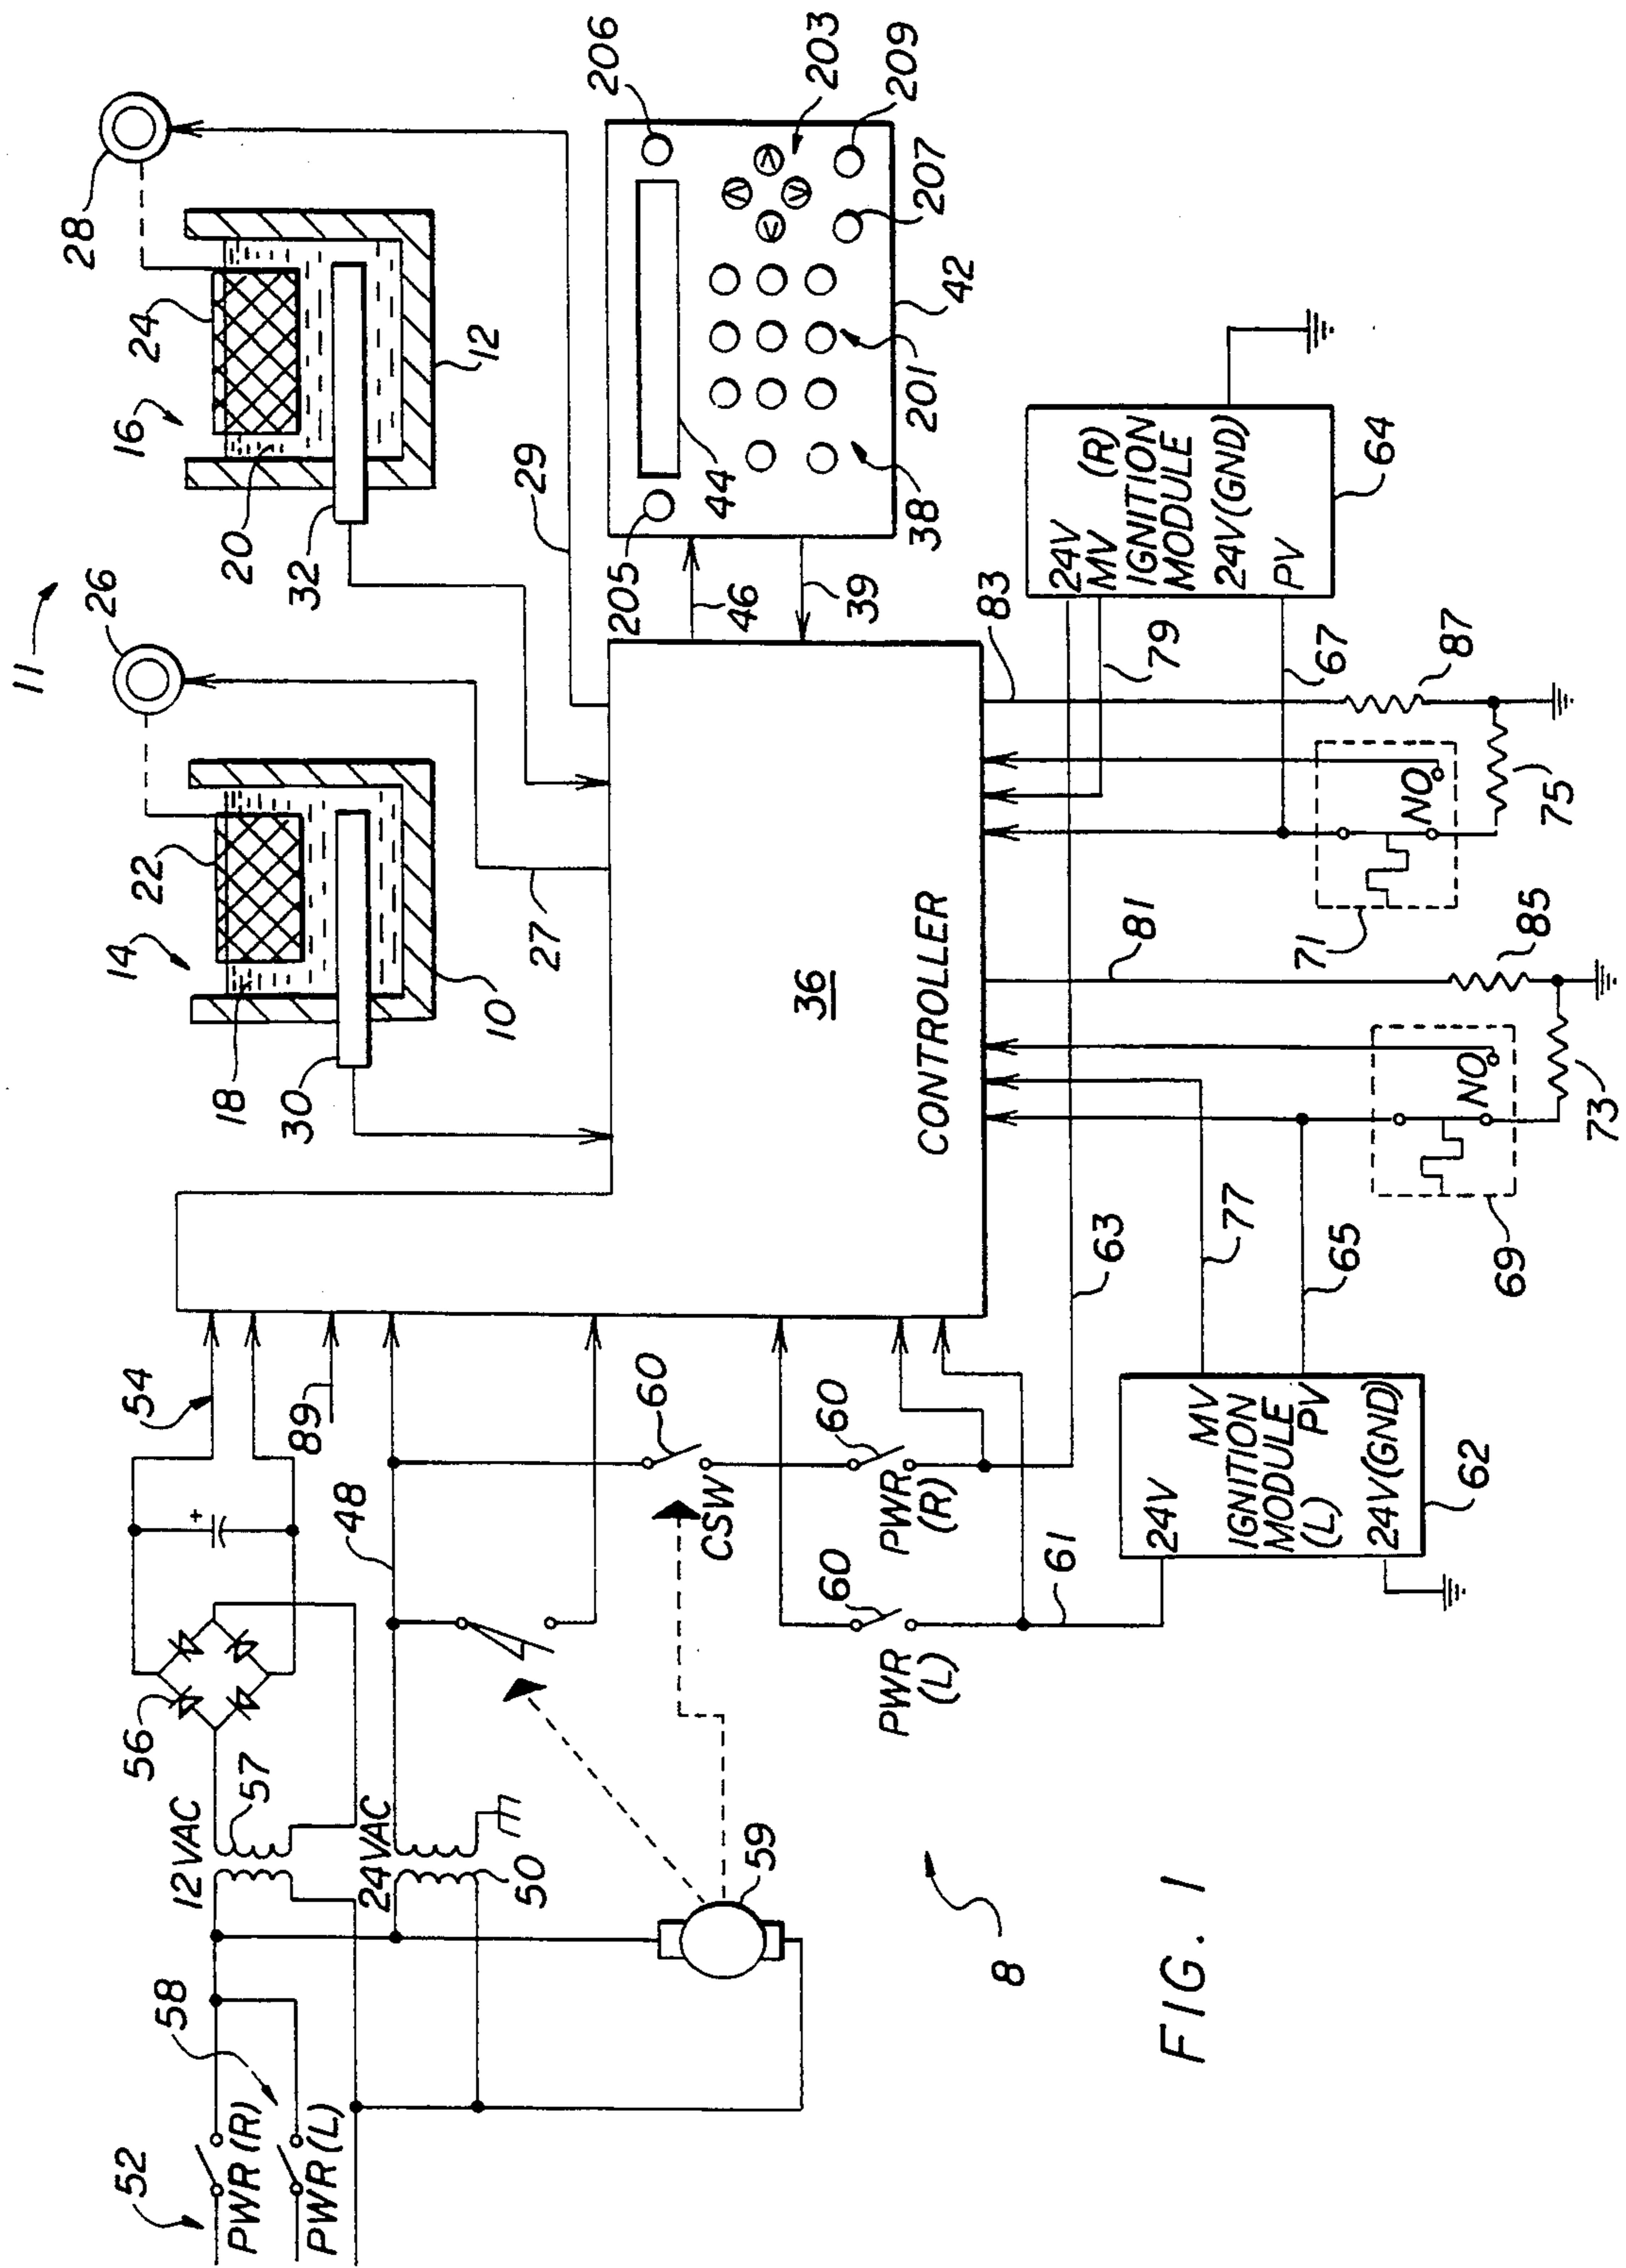 11
28
26
16
24
14
22
20
18
32
30
12
10
29
27
206
205
44
203
209
207
201
42
38
46
39
36
CONTROLLER
54
89
48
56
12VAC
57
24VAC
50
52
58
PWR (R)
PWR (L)
59
60
CSW
60
PWR
(R)
60
PWR
(L)
61
63
24V
MV
IGNITION
MODULE
(L)
PV
24V(GND)
62
77
65
69
NO
73
81
85
71
NO
75
83
87
79
67
24V
MV
(R)
IGNITION
MODULE
24V(GND)
PV
64
8
FIG. 1
+